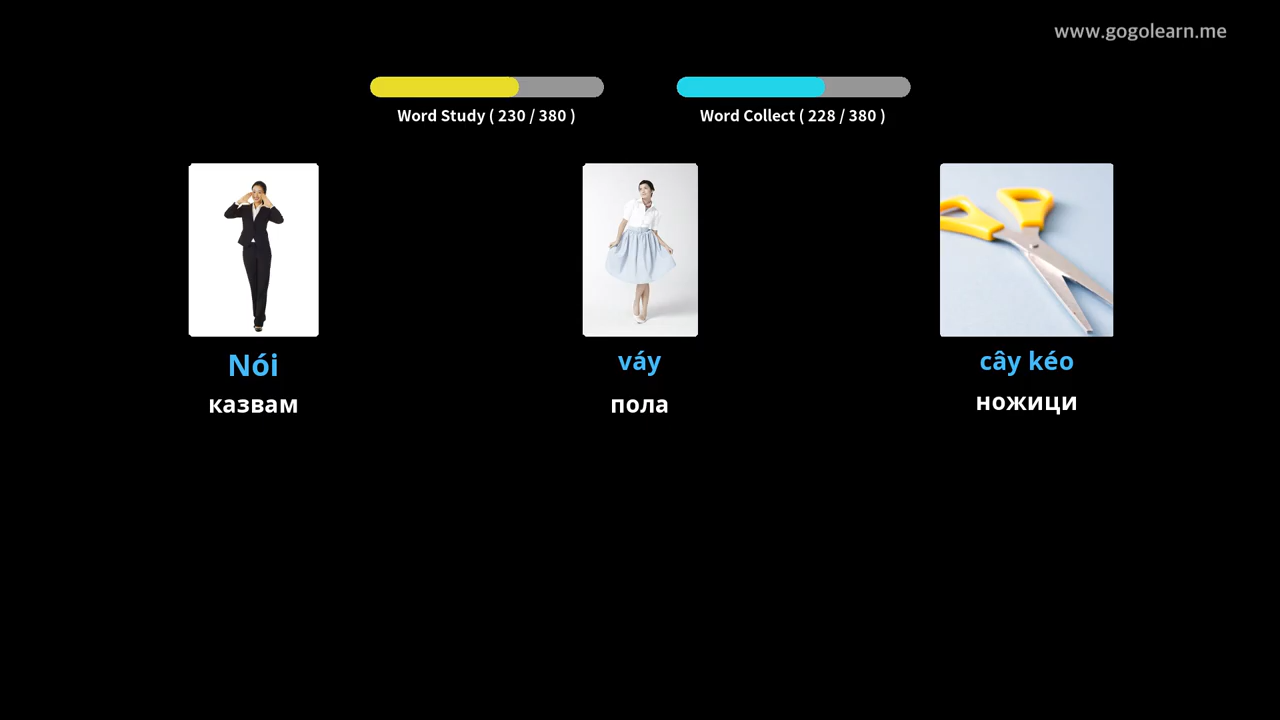 www.gogolearn.me
Word Study ( 230 / 380 )
Word Collect ( 228 / 380 )
Nói
казвам
váy
пола
cây kéo
ножици